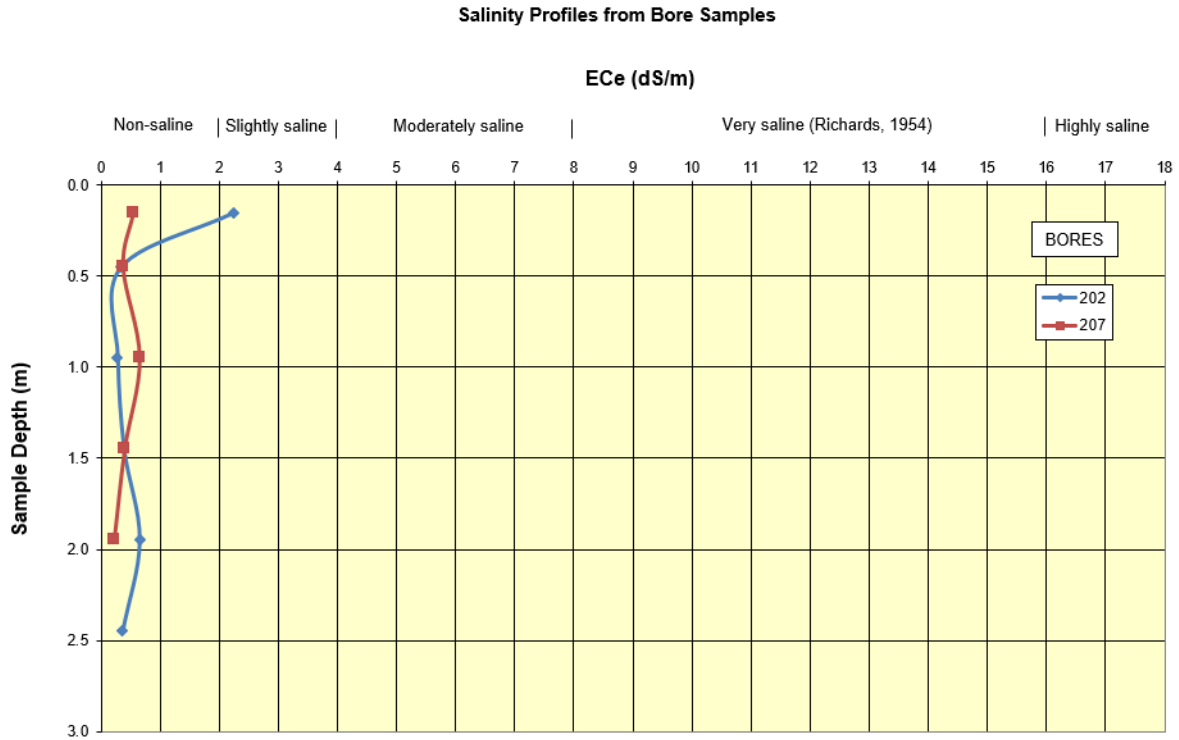 Salinity Profiles from Bore Samples
ECe (dS/m)
Non-saline | Slightly saline | Moderately saline | Very saline (Richards, 1954) | Highly saline
0 1 2 3 4 5 6 7 8 9 10 11 12 13 14 15 16 17 18
0.0
0.5
1.0
1.5
2.0
2.5
3.0
Sample Depth (m)
BORES
202
207